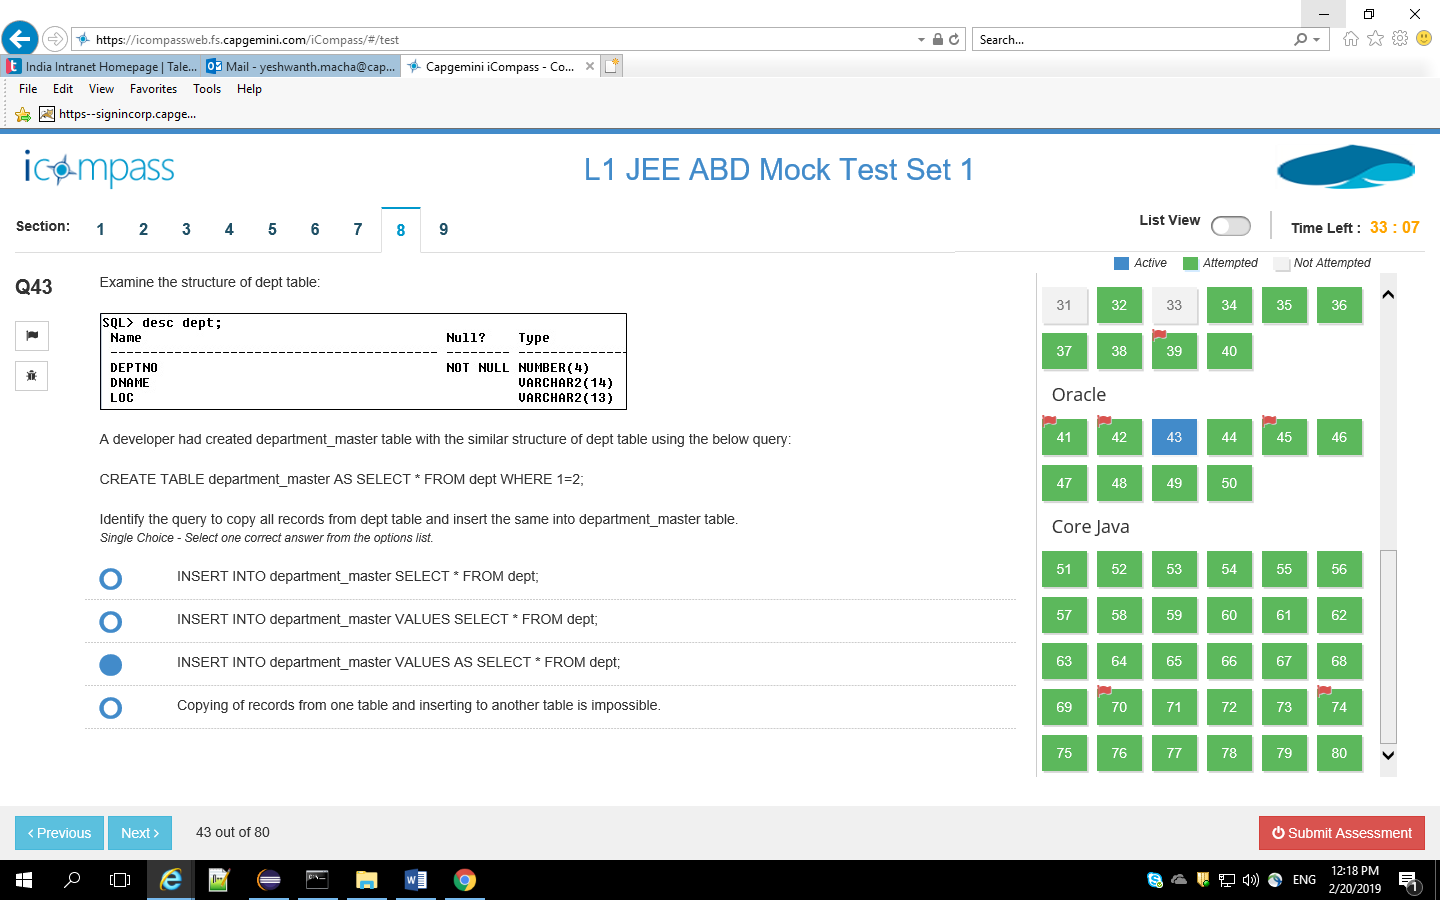 https://icompassweb.fs.capgemini.com/iCompass/#/test
Search...
India Intranet Homepage | Tale...
Mail - yeshwanth.macha@cap...
Capgemini iCompass - Co...
File Edit View Favorites Tools Help
https--signincorp.capge...
icompass
L1 JEE ABD Mock Test Set 1
Section: 1 2 3 4 5 6 7 8 9
List View
Time Left : 33 : 07
Active Attempted Not Attempted
Q43
Examine the structure of dept table:
SQL> desc dept;
Name Null? Type
DEPTNO NOT NULL NUMBER(4)
DNAME VARCHAR2(14)
LOC VARCHAR2(13)
A developer had created department_master table with the similar structure of dept table using the below query:
CREATE TABLE department_master AS SELECT * FROM dept WHERE 1=2;
Identify the query to copy all records from dept table and insert the same into department_master table.
Single Choice - Select one correct answer from the options list.
INSERT INTO department_master SELECT * FROM dept;
INSERT INTO department_master VALUES SELECT * FROM dept;
INSERT INTO department_master VALUES AS SELECT * FROM dept;
Copying of records from one table and inserting to another table is impossible.
31 32 33 34 35 36
37 38 39 40
Oracle
41 42 43 44 45 46
47 48 49 50
Core Java
51 52 53 54 55 56
57 58 59 60 61 62
63 64 65 66 67 68
69 70 71 72 73 74
75 76 77 78 79 80
< Previous
Next >
43 out of 80
Submit Assessment
ENG
12:18 PM
2/20/2019
1